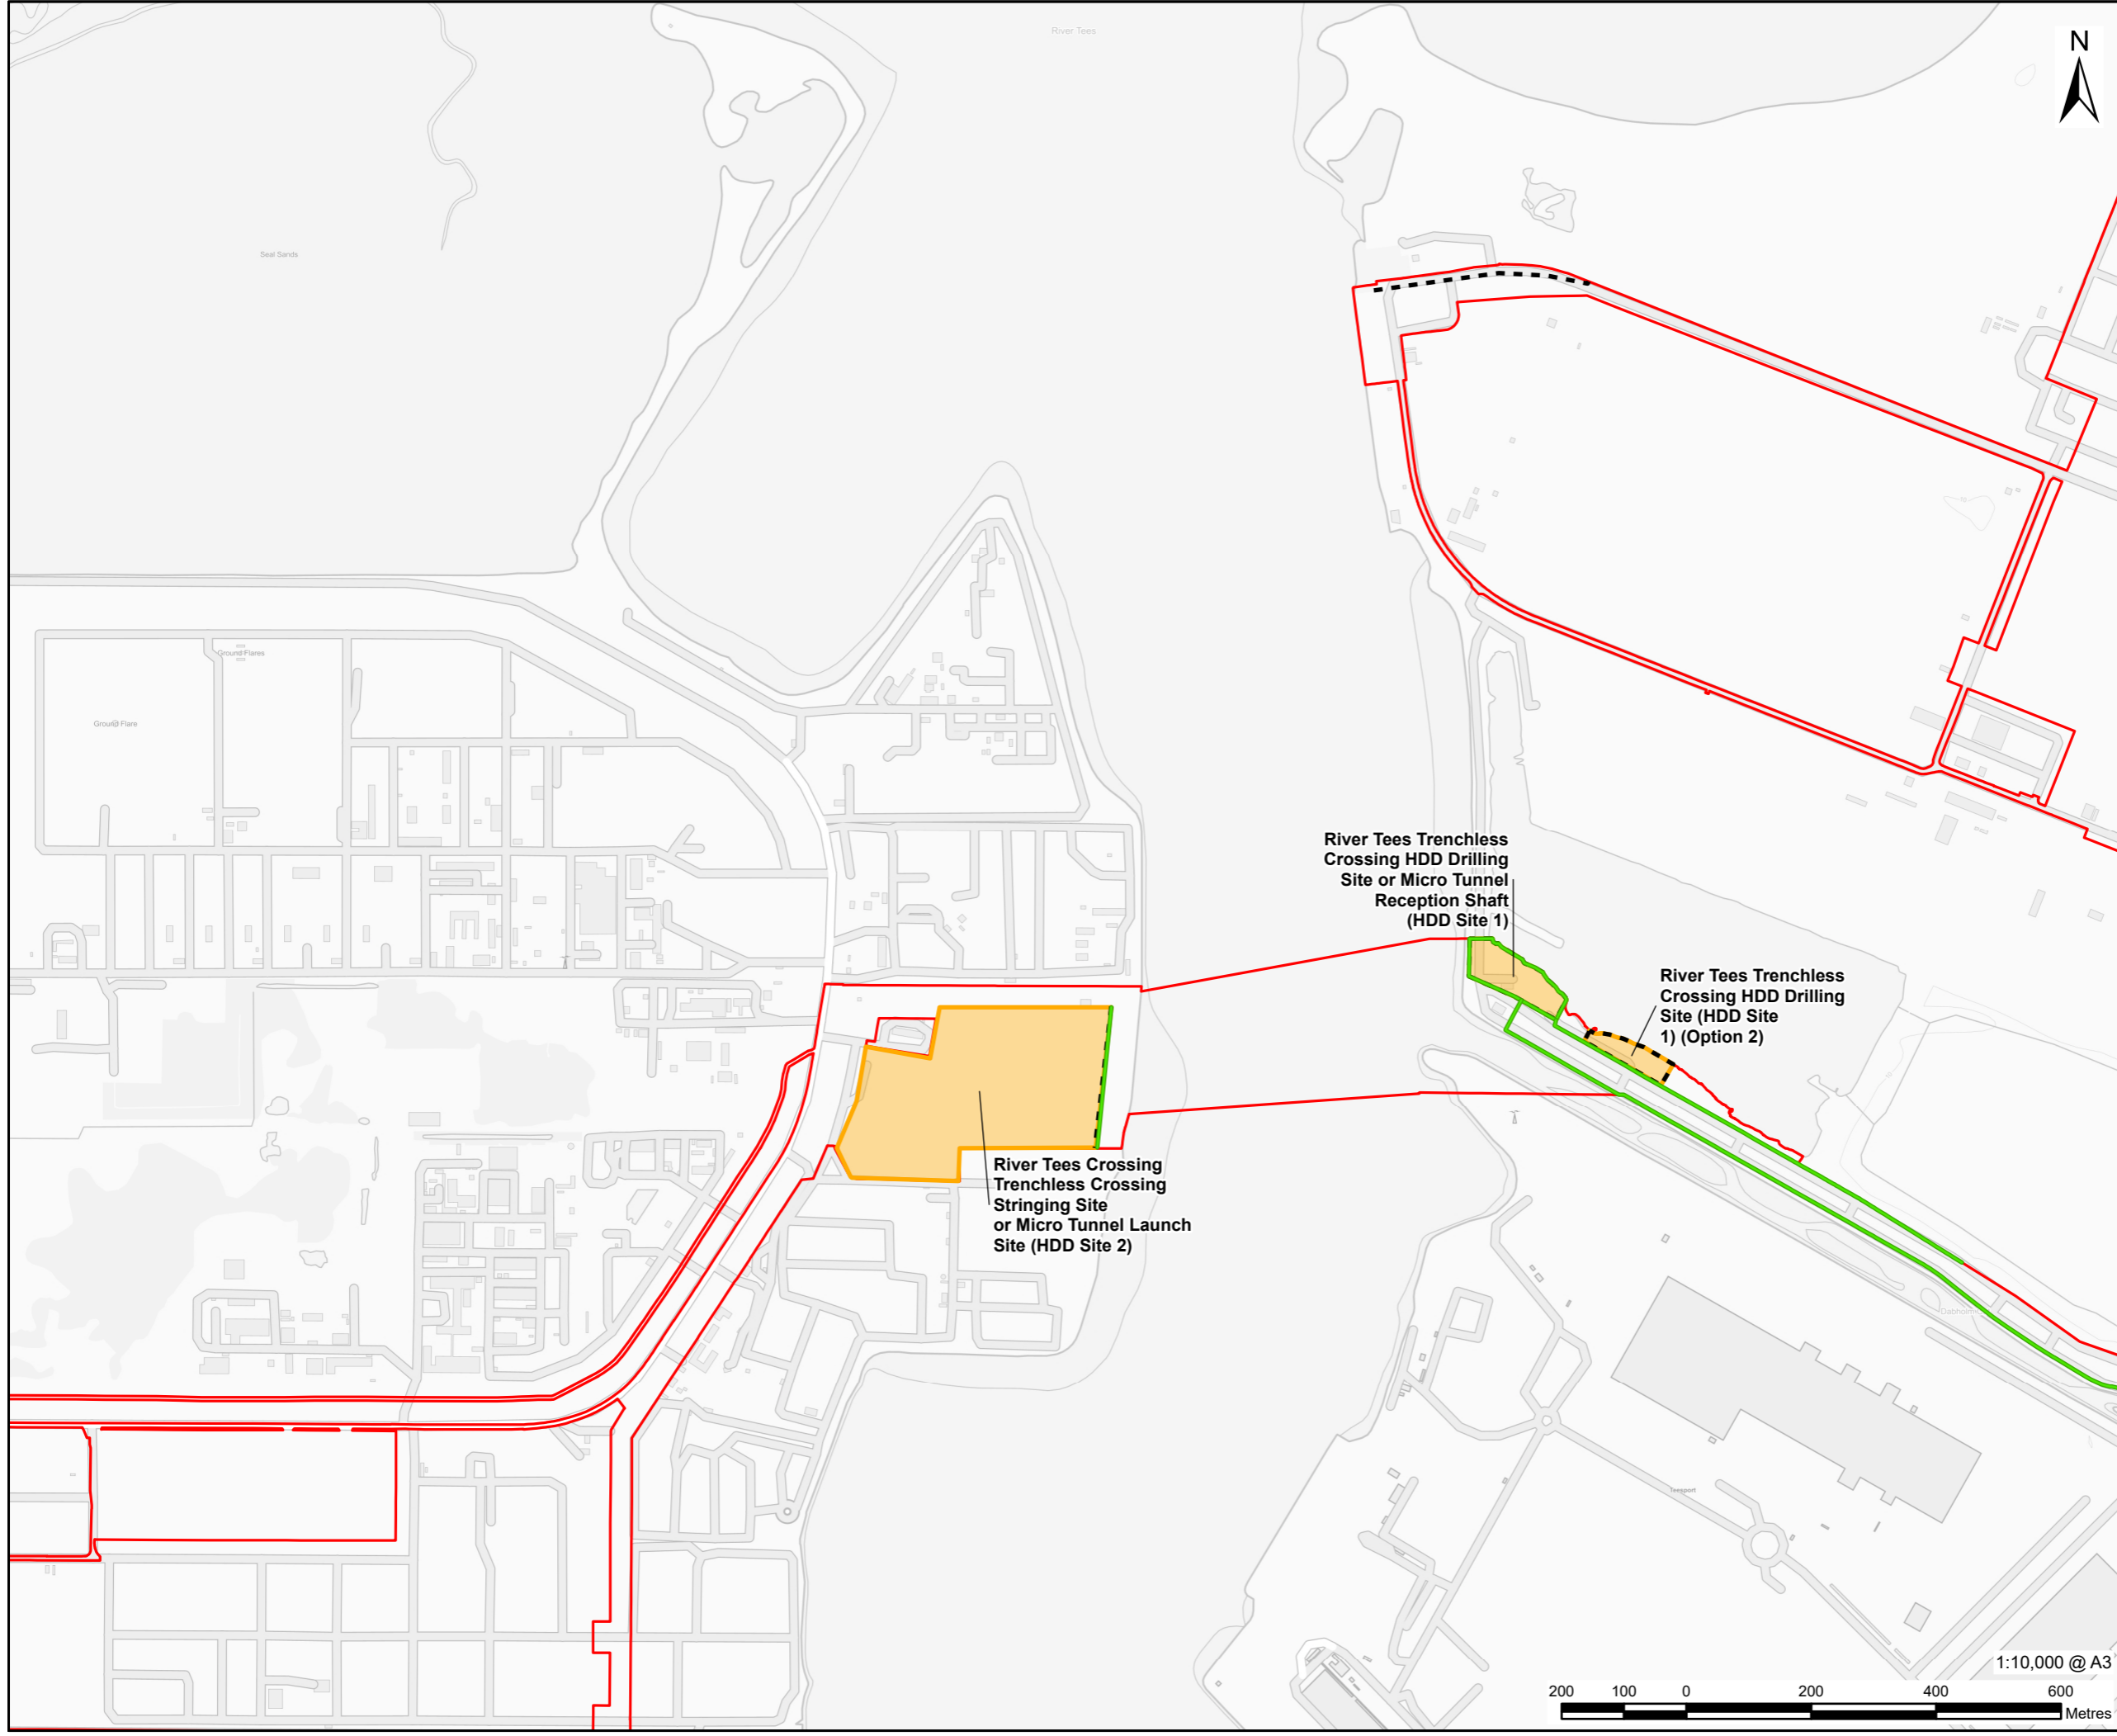 River Tees
N
Seal Sands
Ground Flares
Ground Flare
River Tees Trenchless
Crossing HDD Drilling
Site or Micro Tunnel
Reception Shaft
(HDD Site 1)
River Tees Trenchless
Crossing HDD Drilling
Site (HDD Site
1) (Option 2)
River Tees Crossing
Trenchless Crossing
Stringing Site
or Micro Tunnel Launch
Site (HDD Site 2)
Teesport
1:10,000 @ A3
200 100 0 200 400 600
Metres